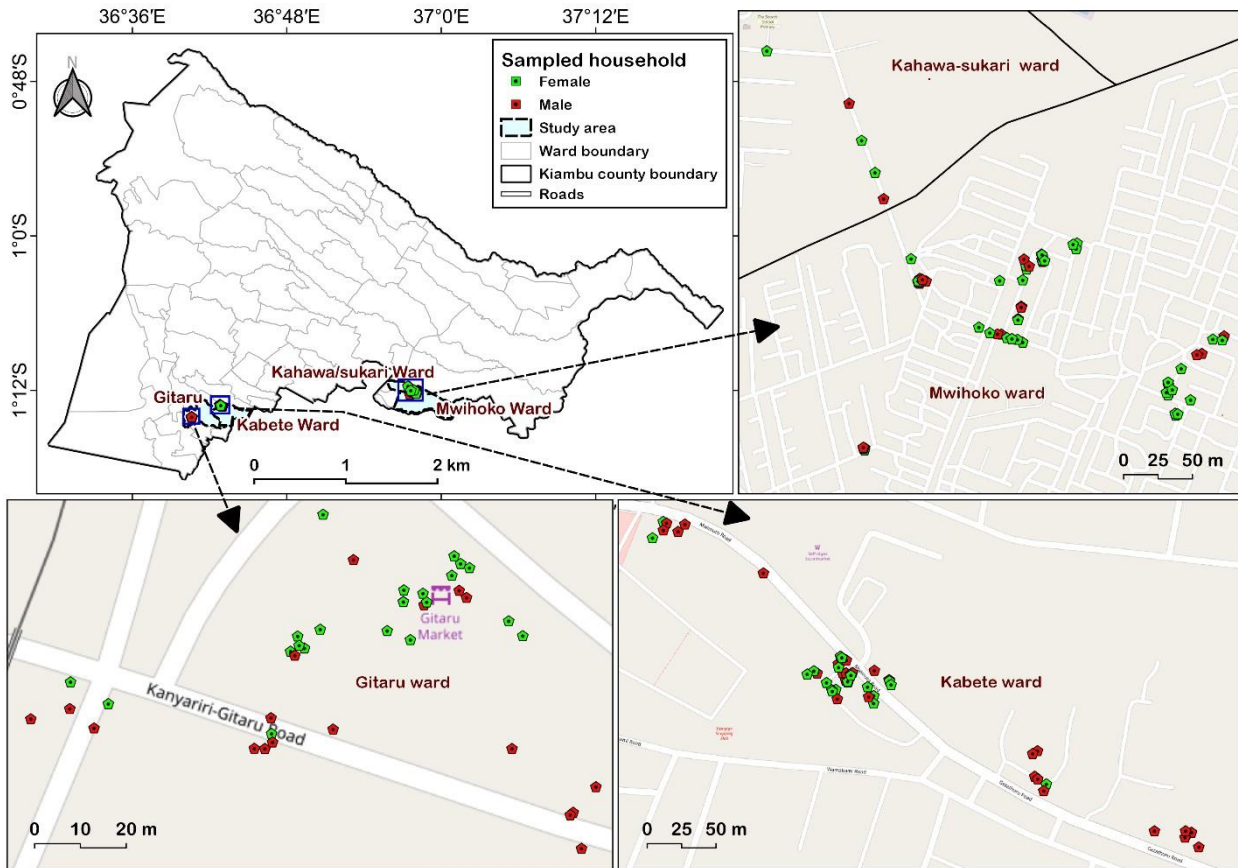 36°36'E 36°48'E 37°0'E 37°12'E
0°48'S
1°0'S
1°12'S
N
Sampled household
Female
Male
Study area
Ward boundary
Kiambu county boundary
Roads
Kahawa/sukari Ward
Gitaru
Mwihoko Ward
Kabete Ward
0 1 2 km
Kahawa-sukari ward
Mwihoko ward
0 25 50 m
Gitaru
Market
Gitaru ward
Kanyariri-Gitaru Road
0 10 20 m
Kabete ward
Gatathuru Road
0 25 50 m